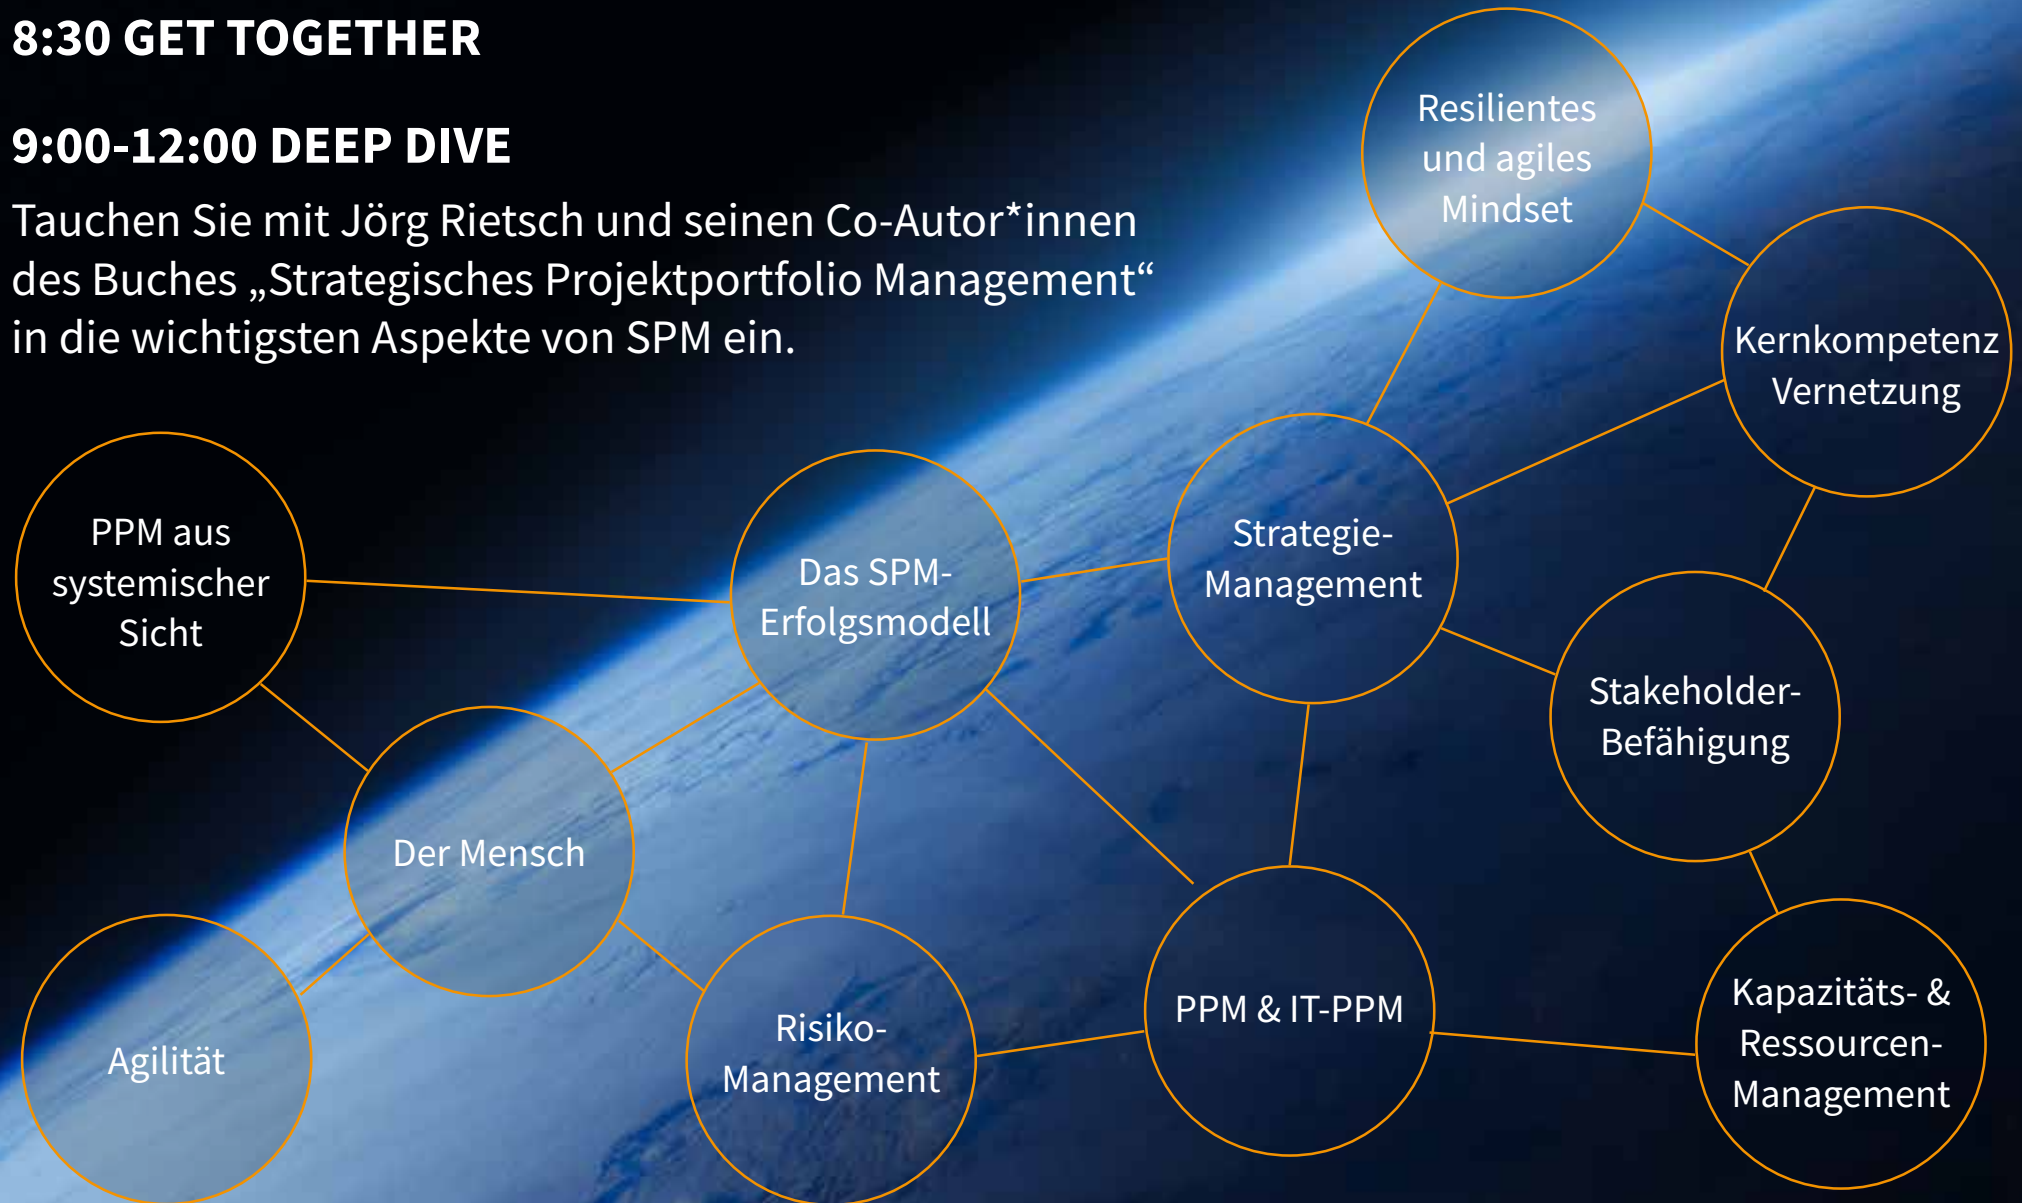 8:30 GET TOGETHER
9:00-12:00 DEEP DIVE
Tauchen Sie mit Jörg Rietsch und seinen Co-Autor*innen
des Buches „Strategisches Projektportfolio Management“
in die wichtigsten Aspekte von SPM ein.
Resilientes
und agiles
Mindset
Kernkompetenz
Vernetzung
PPM aus
systemischer
Sicht
Das SPM-
Erfolgsmodell
Strategie-
Management
Stakeholder-
Befähigung
Der Mensch
Agilität
Risiko-
Management
PPM & IT-PPM
Kapazitäts- &
Ressourcen-
Management